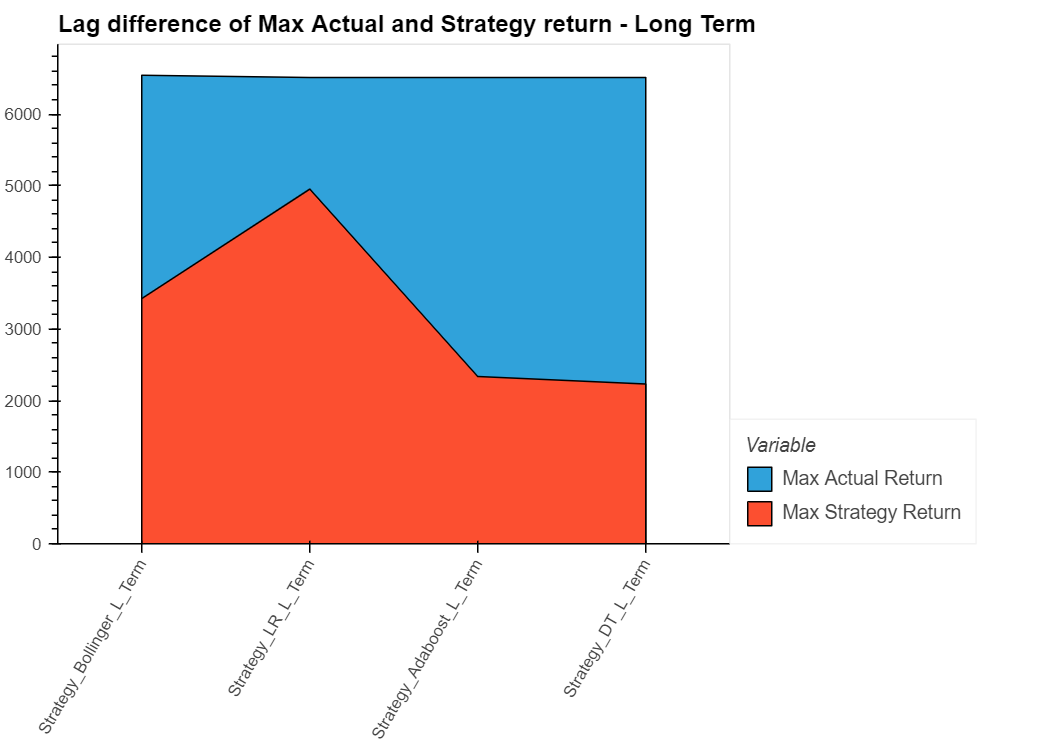 Lag difference of Max Actual and Strategy return - Long Term
6000
5000
4000
3000
2000
1000
0
Strategy_Bollinger_L_Term
Strategy_LR_L_Term
Strategy_Adaboost_L_Term
Strategy_DT_L_Term
Variable
Max Actual Return
Max Strategy Return